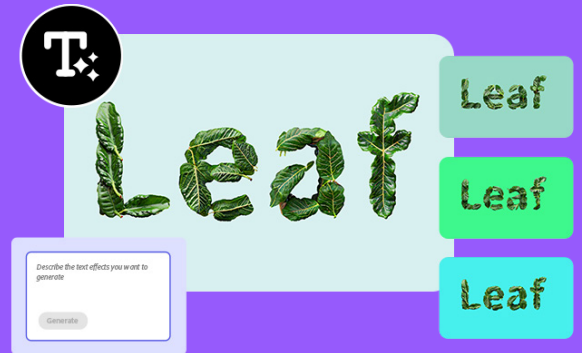 T
Leaf
Leaf
Leaf
Leaf
Describe the text effects you want to
generate
Generate